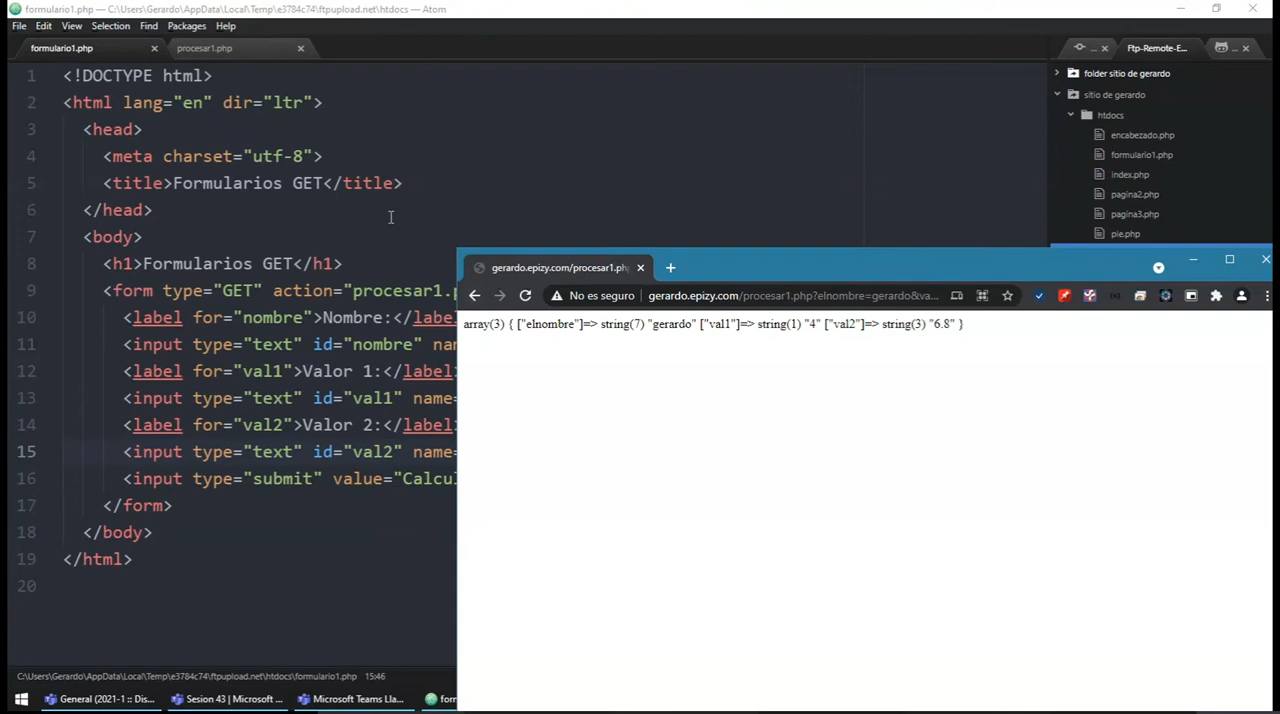 formulario1.php — C:\Users\Gerardo\AppData\Local\Temp\e3784c74\ftpupload.net\htdocs — Atom
File Edit View Selection Find Packages Help
formulario1.php
procesar1.php
...
Ftp-Remote-E...
...
1 <!DOCTYPE html>
2 <html lang="en" dir="ltr">
3 <head>
4 <meta charset="utf-8">
5 <title>Formularios GET</title>
6 </head>
7 <body>
8 <h1>Formularios GET</h1>
9 <form type="GET" action="procesar1.p
10 <label for="nombre">Nombre:</labe
11 <input type="text" id="nombre" nam
12 <label for="val1">Valor 1:</label
13 <input type="text" id="val1" name=
14 <label for="val2">Valor 2:</label
15 <input type="text" id="val2" name=
16 <input type="submit" value="Calcu
17 </form>
18 </body>
19 </html>
20
folder sitio de gerardo
sitio de gerardo
htdocs
encabezado.php
formulario1.php
index.php
pagina2.php
pagina3.php
pie.php
gerardo.epizy.com/procesar1.ph
No es seguro | gerardo.epizy.com/procesar1.php?elnombre=gerardo&va...
array(3) { ["elnombre"]=> string(7) "gerardo" ["val1"]=> string(1) "4" ["val2"]=> string(3) "6.8" }
C:\Users\Gerardo\AppData\Local\Temp\e3784c74\ftpupload.net\htdocs\formulario1.php 15:46
General (2021-1 :: Dis...
Sesion 43 | Microsoft ...
Microsoft Teams Lla...
forn